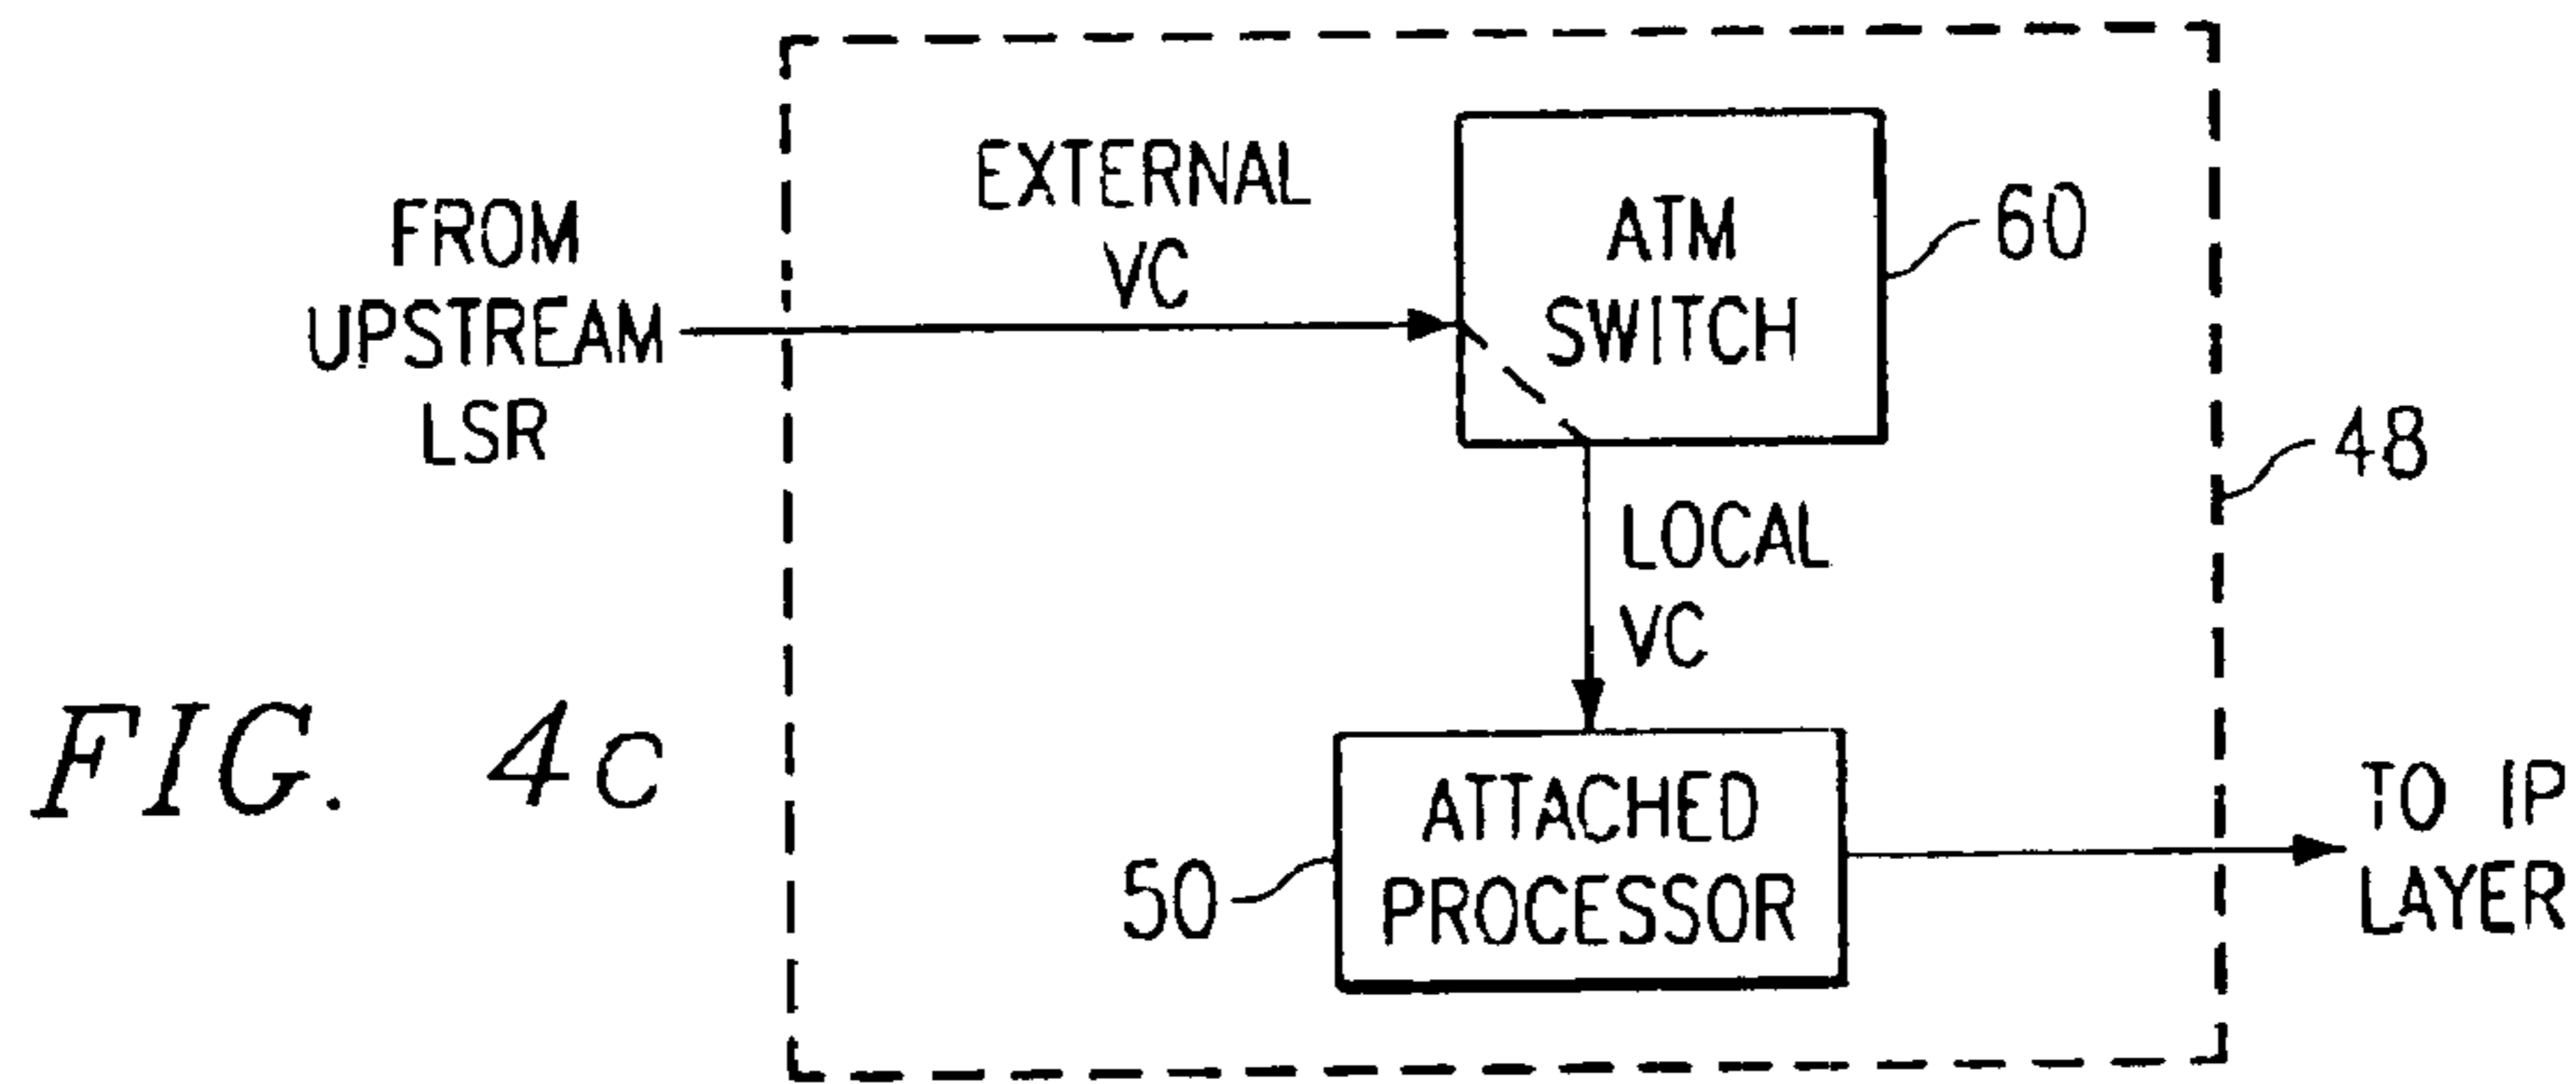 FROM
UPSTREAM
LSR
EXTERNAL
VC
ATM
SWITCH
60
48
LOCAL
VC
ATTACHED
PROCESSOR
50
TO IP
LAYER
FIG. 4c